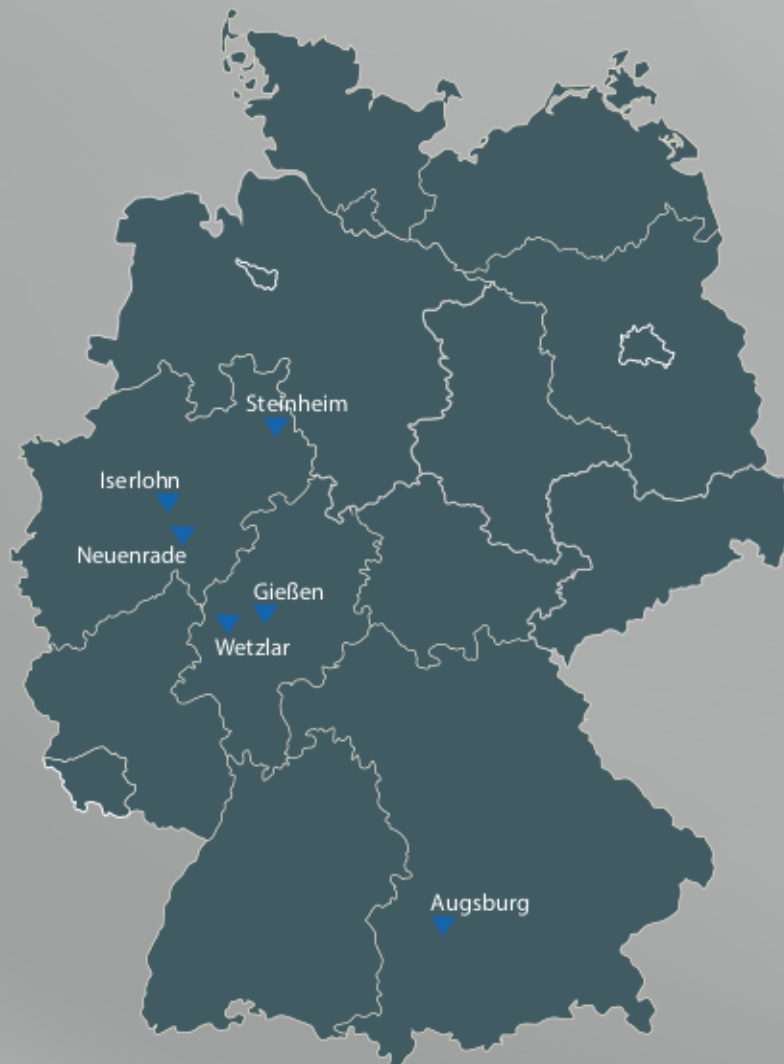 Steinheim
Iserlohn
Neuenrade
Gießen
Wetzlar
Augsburg